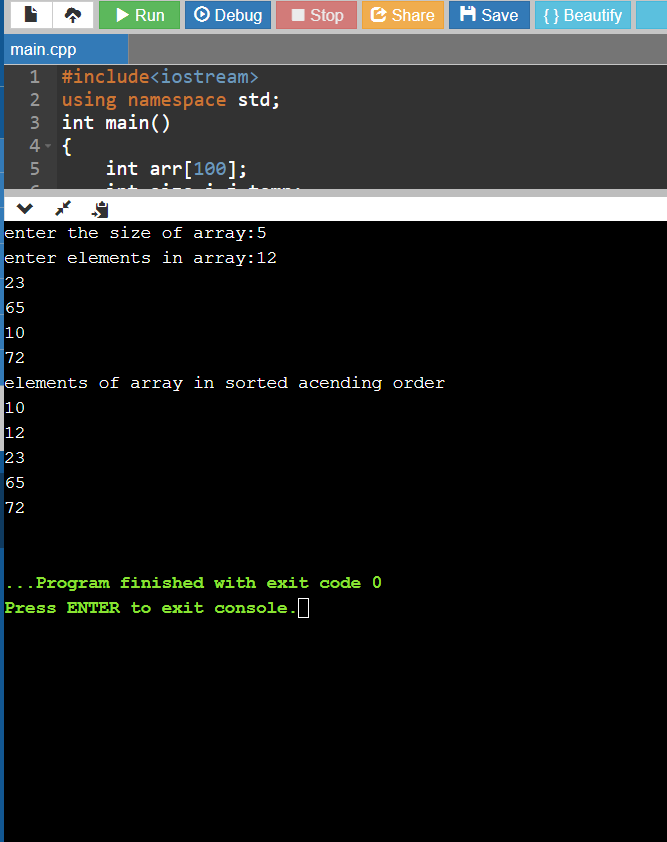 Run Debug Stop Share Save { } Beautify
main.cpp
1 #include<iostream>
2 using namespace std;
3 int main()
4 {
5 int arr[100];
enter the size of array:5
enter elements in array:12
23
65
10
72
elements of array in sorted acending order
10
12
23
65
72
...Program finished with exit code 0
Press ENTER to exit console.